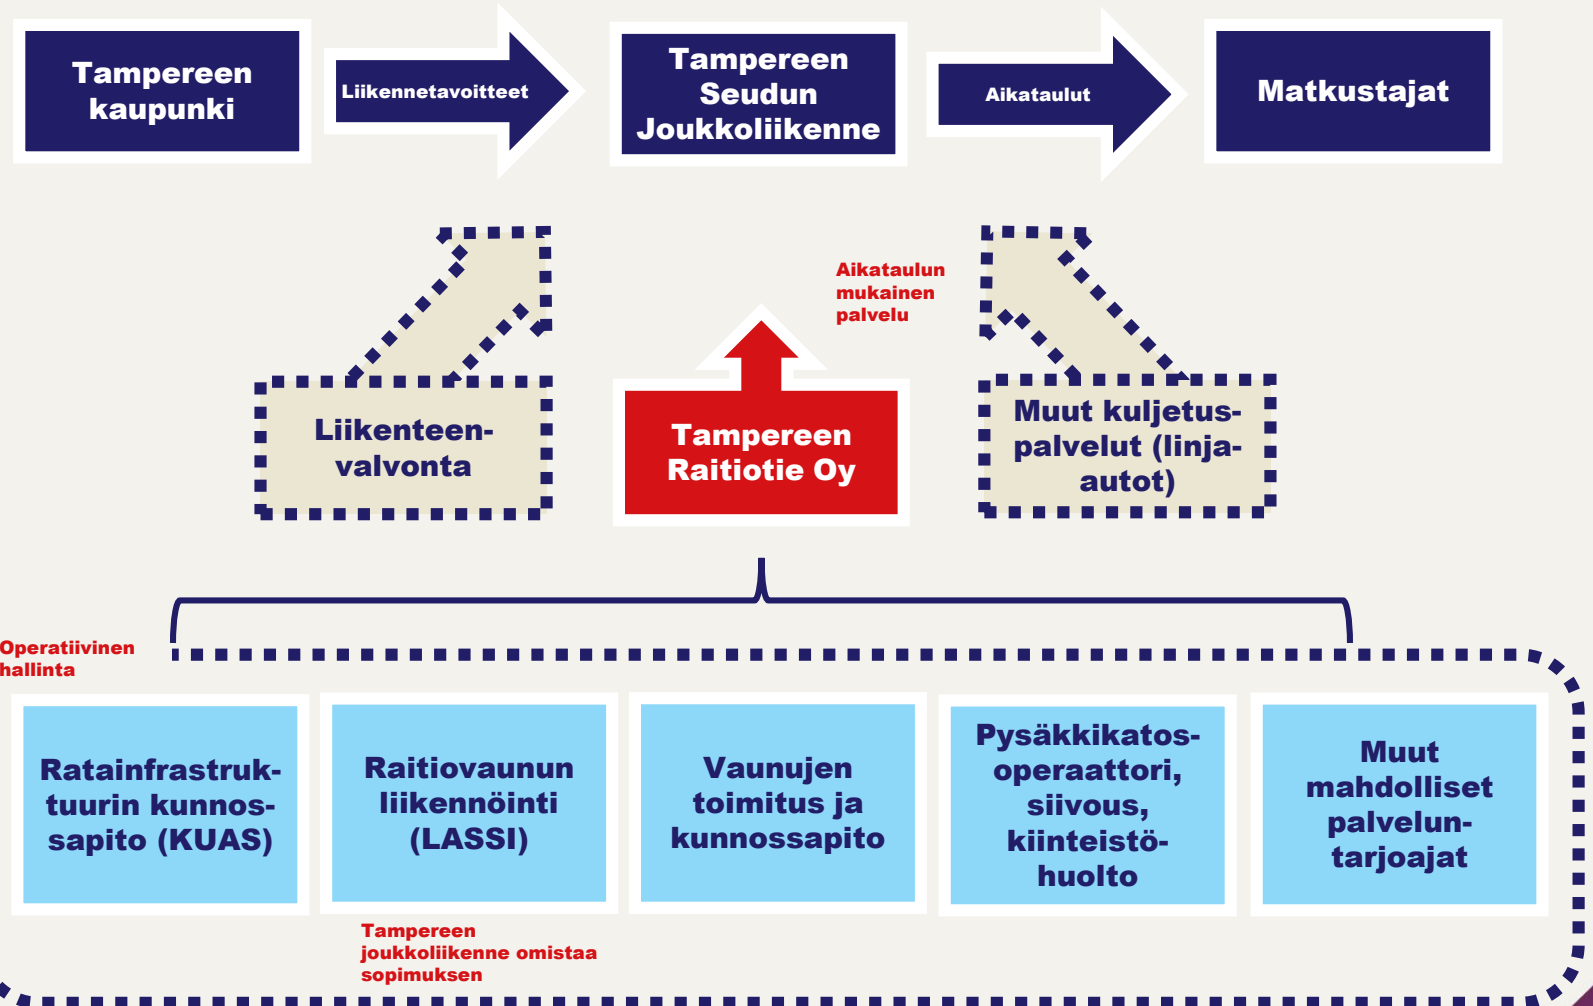 Tampereen
kaupunki
Liikennetavoitteet
Tampereen
Seudun
Joukkoliikenne
Aikataulut
Matkustajat
Aikataulun
mukainen
palvelu
Liikenteen-
valvonta
Tampereen
Raitiotie Oy
Muut kuljetus-
palvelut (linja-
autot)
Operatiivinen
hallinta
Ratainfrastruk-
tuurin kunnos-
sapito (KUAS)
Raitiovaunun
liikennöinti
(LASSI)
Vaunujen
toimitus ja
kunnossapito
Pysäkkikatos-
operaattori,
siivous,
kiinteistö-
huolto
Muut
mahdolliset
palvelun-
tarjoajat
Tampereen
joukkoliikenne omistaa
sopimuksen